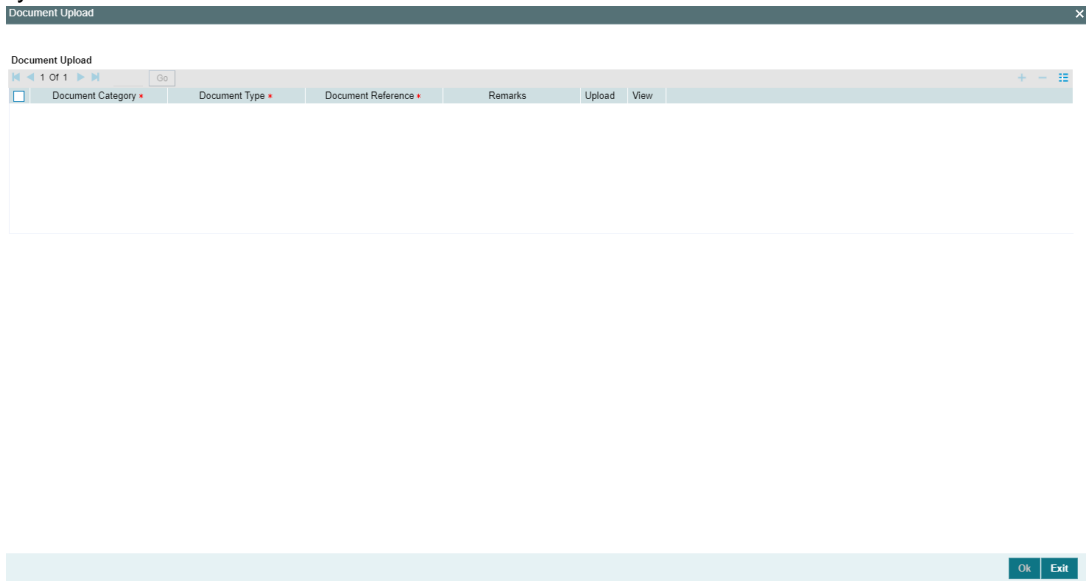 Document Upload
Document Upload
1 Of 1 Go
Document Category * Document Type * Document Reference * Remarks Upload View
Ok Exit